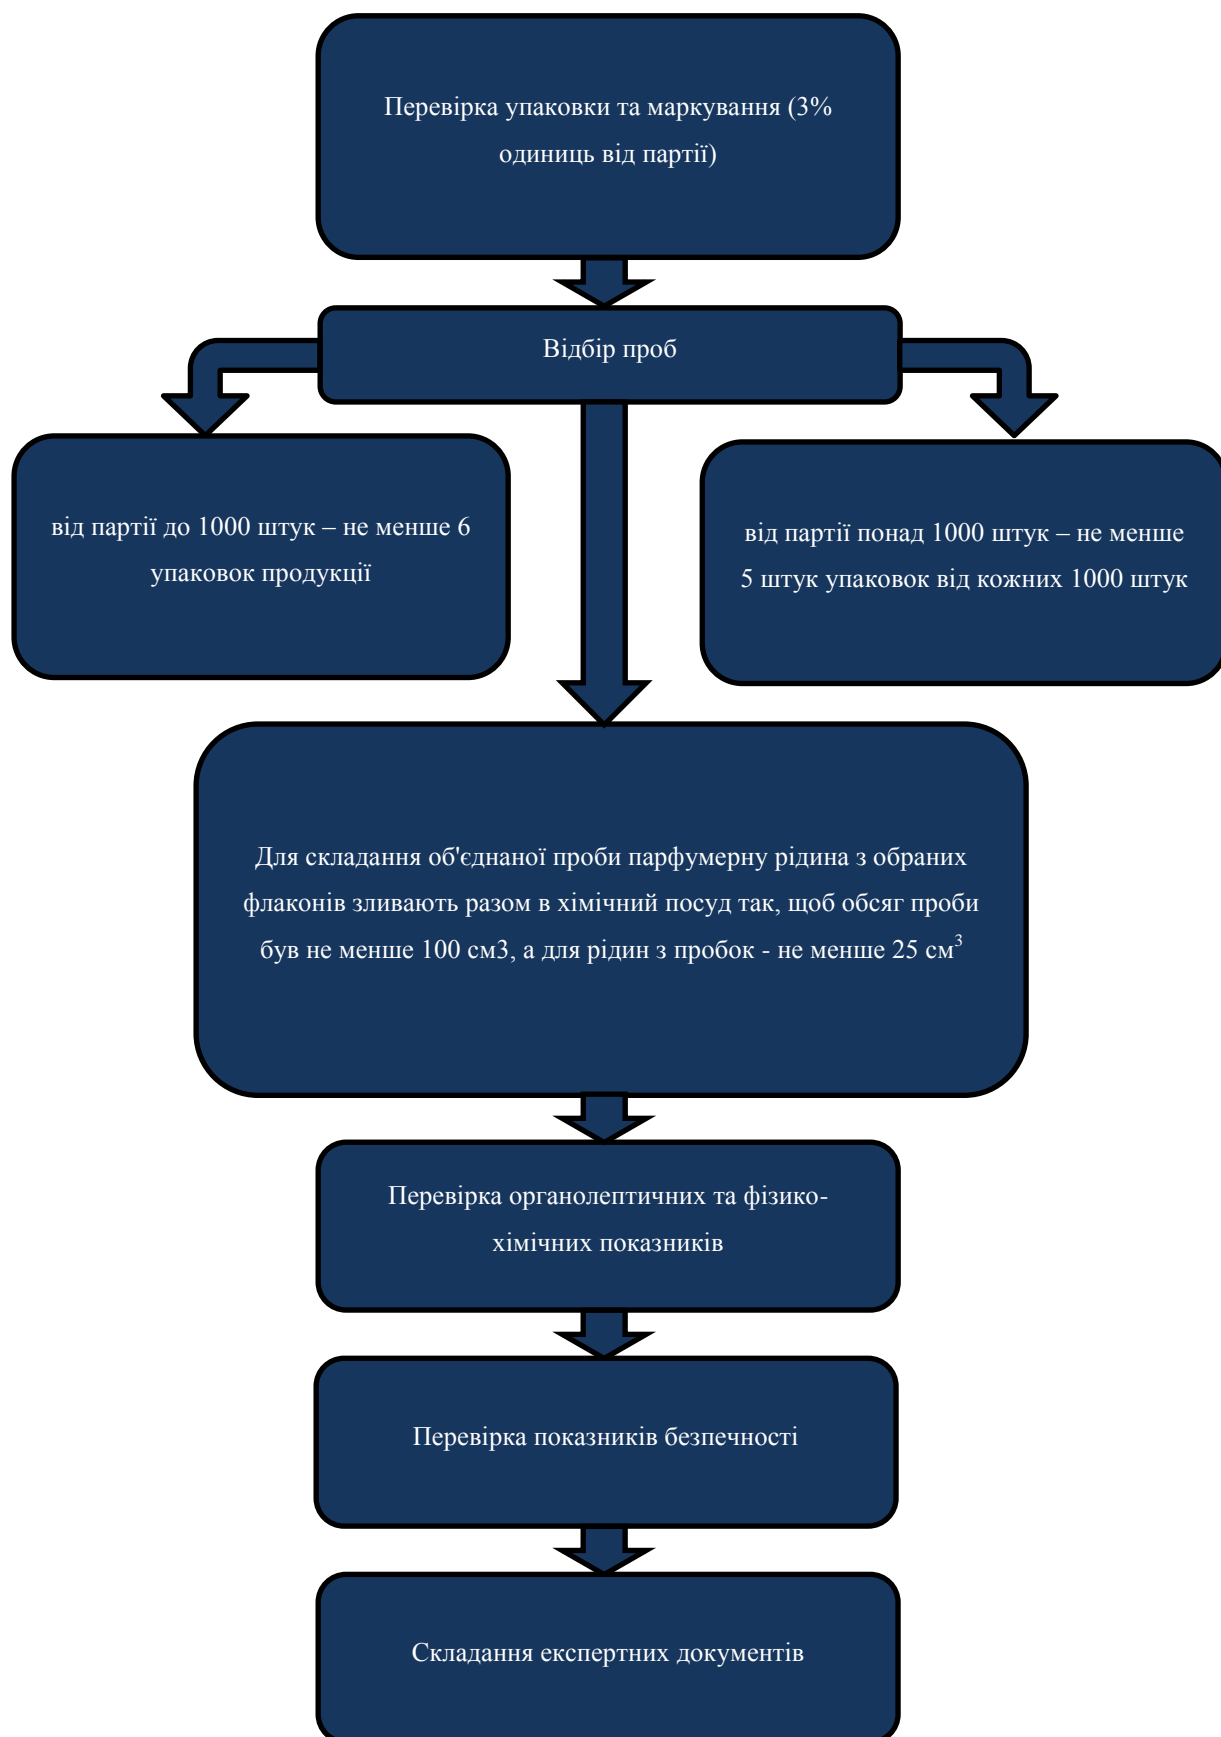 Перевірка упаковки та маркування (3%
одиниць від партії)
Відбір проб
від партії до 1000 штук – не менше 6
упаковок продукції
від партії понад 1000 штук – не менше
5 штук упаковок від кожних 1000 штук
Для складання об'єднаної проби парфумерну рідина з обраних
флаконів зливають разом в хімічний посуд так, щоб обсяг проби
був не менше 100 см3, а для рідин з пробок - не менше 25 см³
Перевірка органолептичних та фізико-
хімічних показників
Перевірка показників безпечності
Складання експертних документів